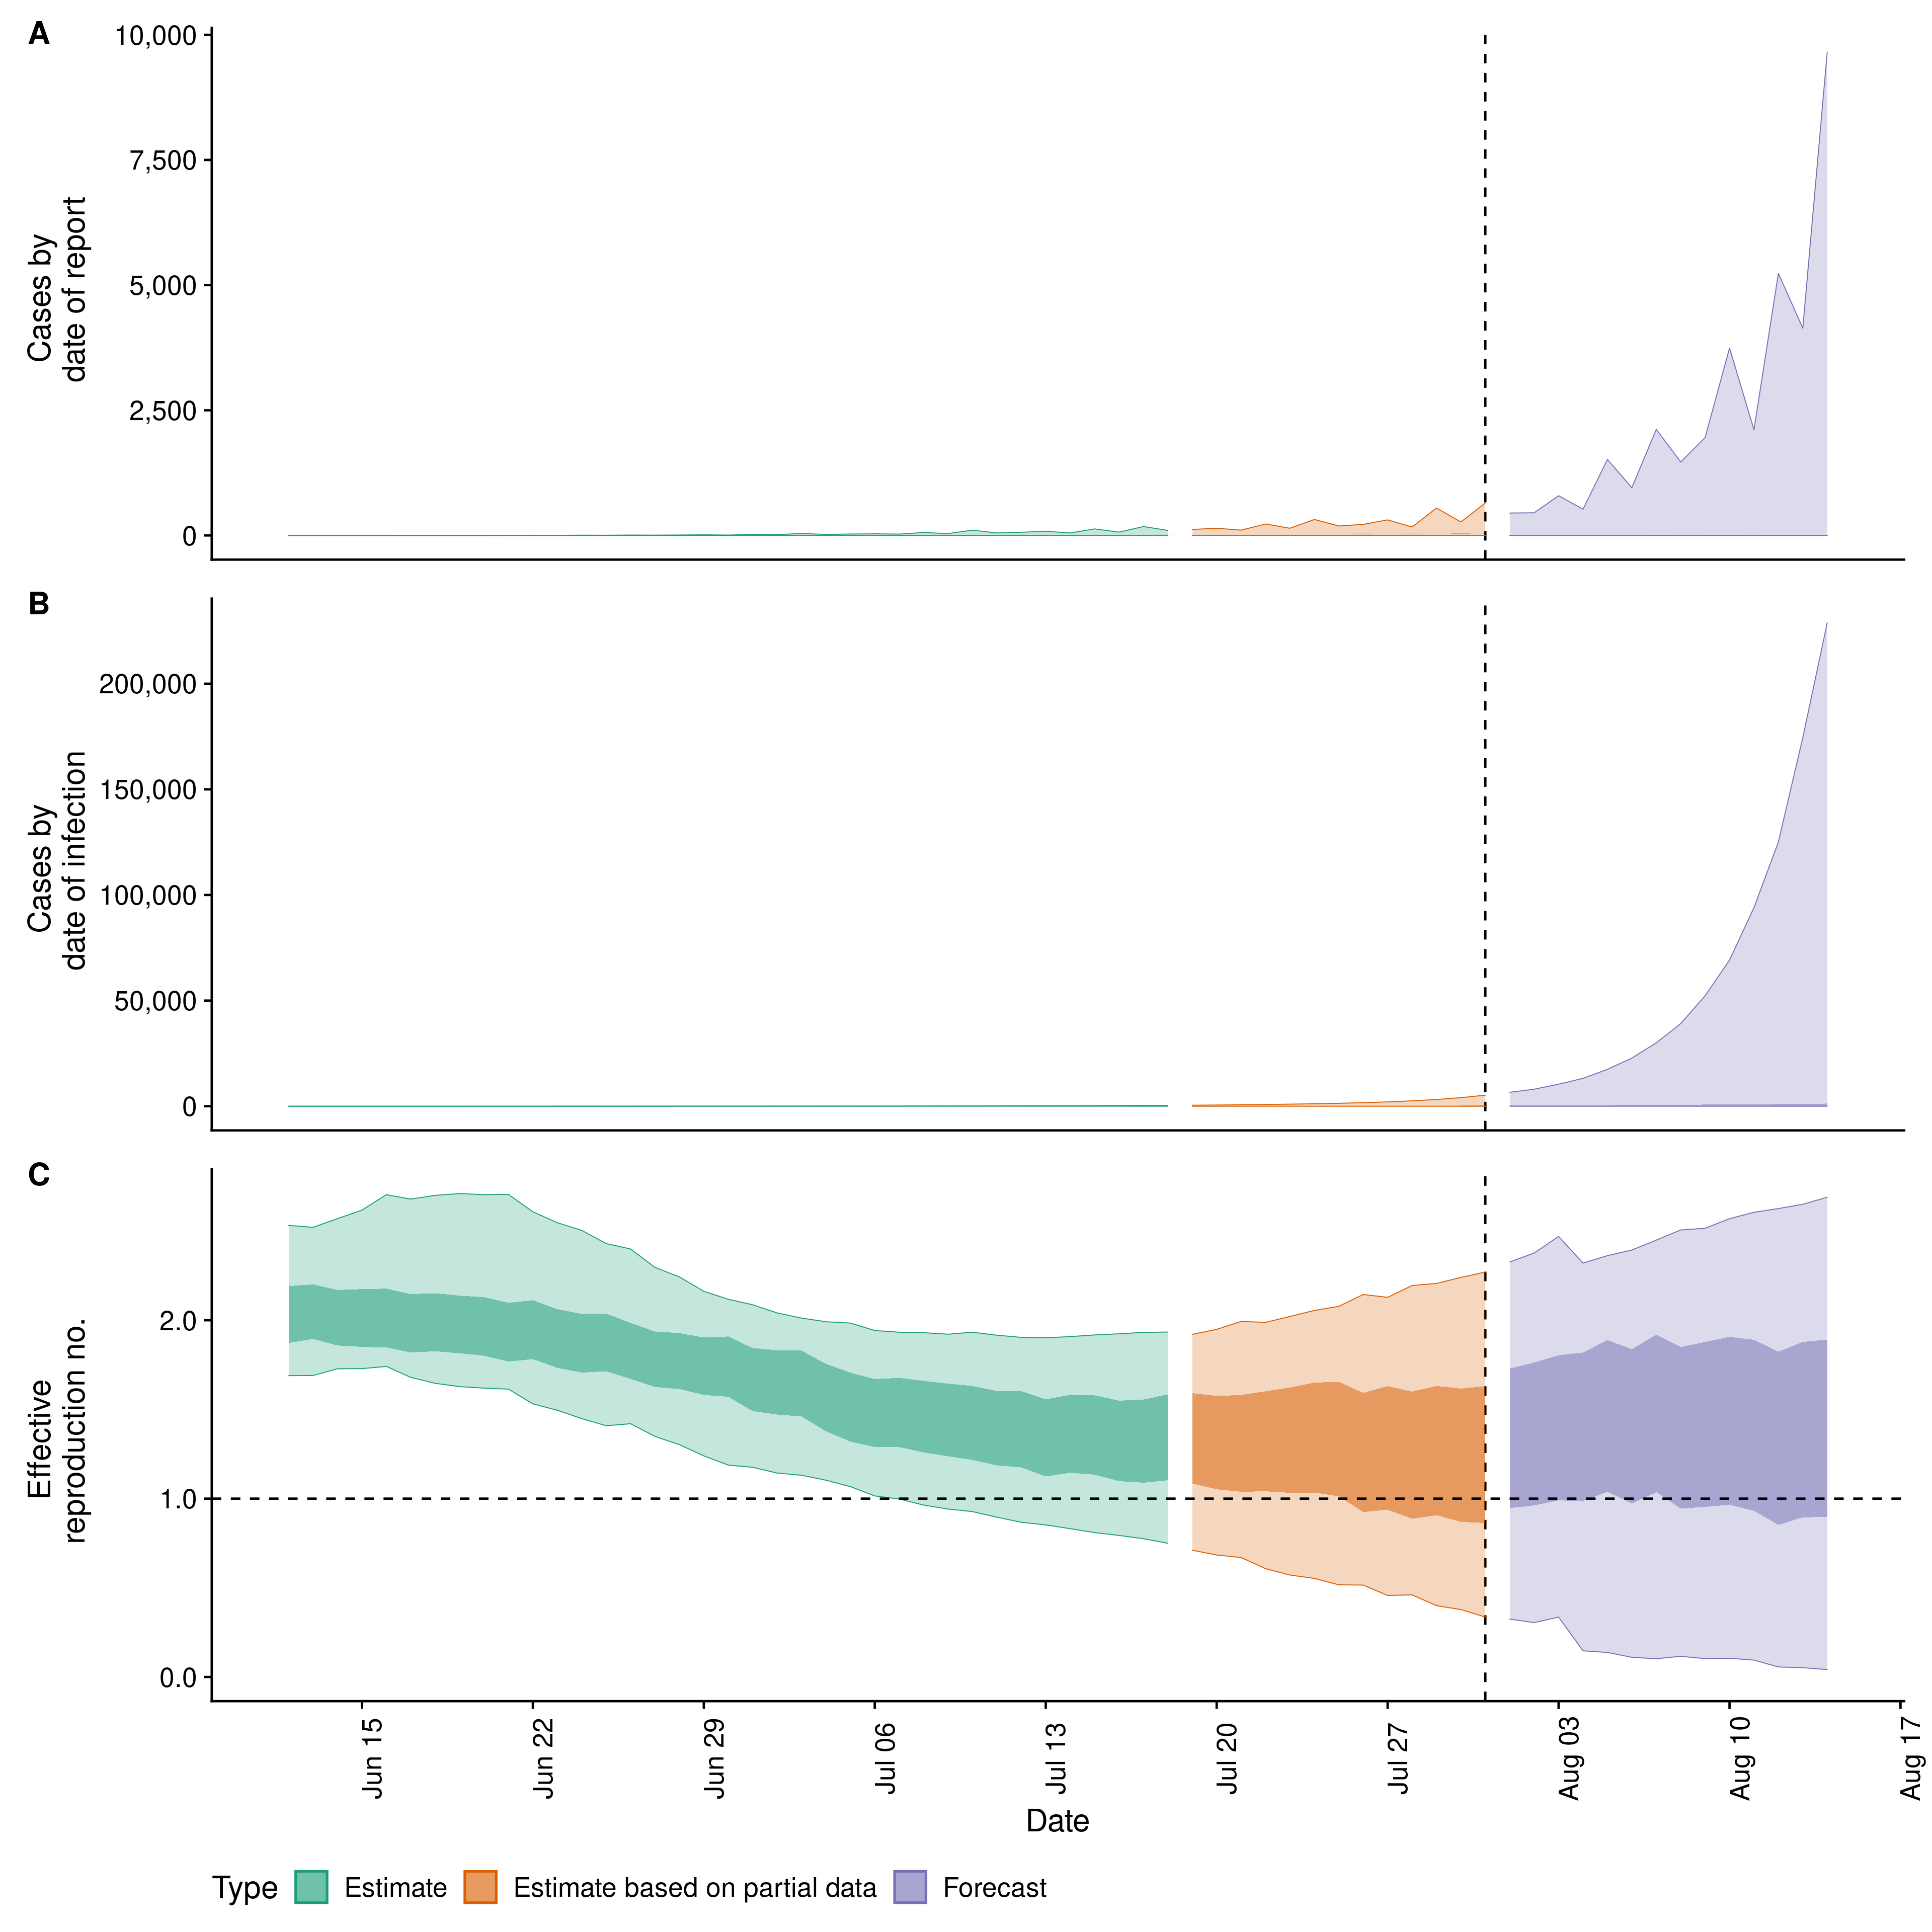 A
10,000
7,500
5,000
2,500
0
Cases by
date of report
B
200,000
150,000
100,000
50,000
0
Cases by
date of infection
C
2.0
1.0
0.0
Effective
reproduction no.
Jun 15
Jun 22
Jun 29
Jul 06
Jul 13
Jul 20
Jul 27
Aug 03
Aug 10
Aug 17
Date
Type Estimate Estimate based on partial data Forecast